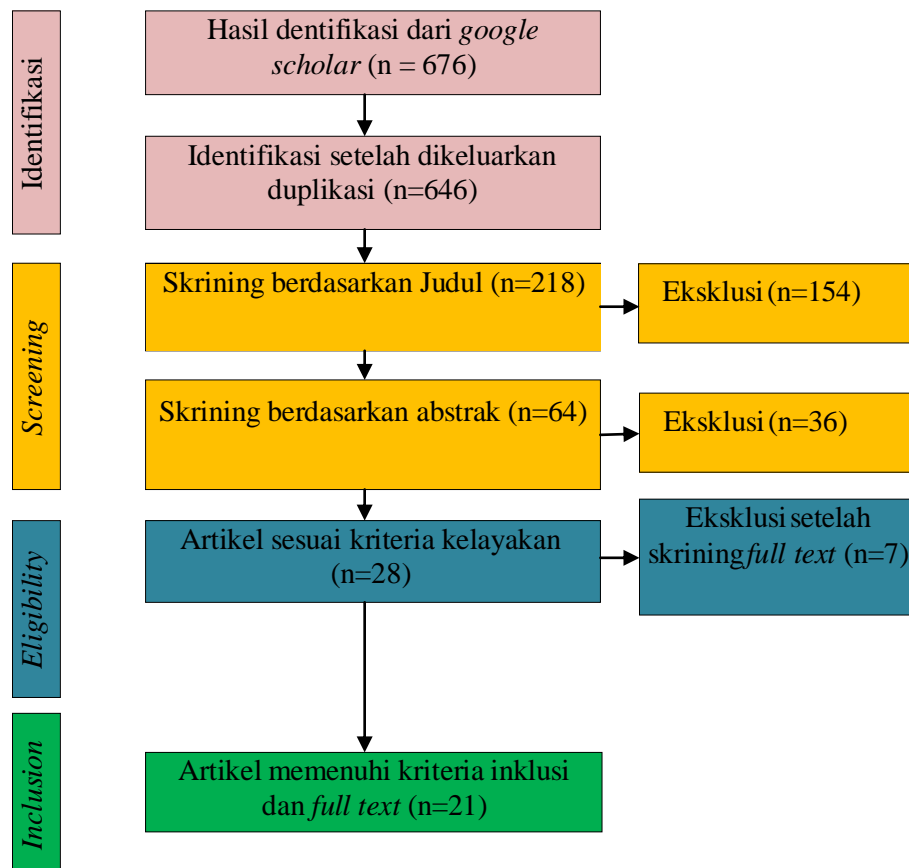 Identifikasi
Hasil dentifikasi dari google
scholar (n = 676)
Identifikasi setelah dikeluarkan
duplikasi (n=646)
Screening
Skrining berdasarkan Judul (n=218)
Eksklusi (n=154)
Skrining berdasarkan abstrak (n=64)
Eksklusi (n=36)
Eligibility
Artikel sesuai kriteria kelayakan
(n=28)
Eksklusi setelah
skrining full text (n=7)
Inclusion
Artikel memenuhi kriteria inklusi
dan full text (n=21)